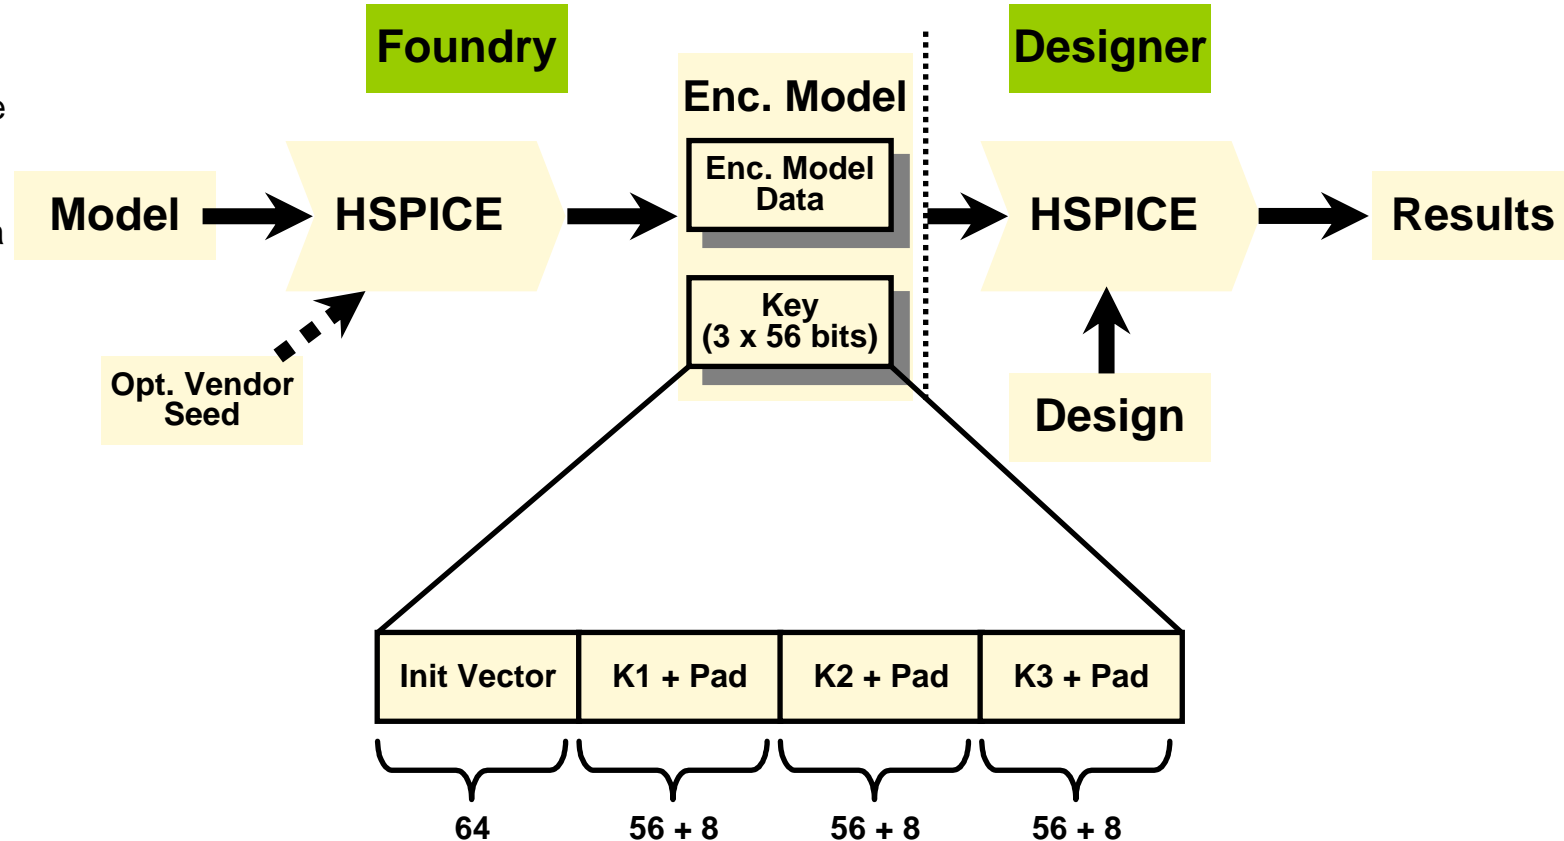 Foundry
Designer
e
Enc. Model
Enc. Model
Data
Model
HSPICE
HSPICE
Results
a
Key
(3 x 56 bits)
Opt. Vendor
Seed
Design
Init Vector
K1 + Pad
K2 + Pad
K3 + Pad
64
56 + 8
56 + 8
56 + 8